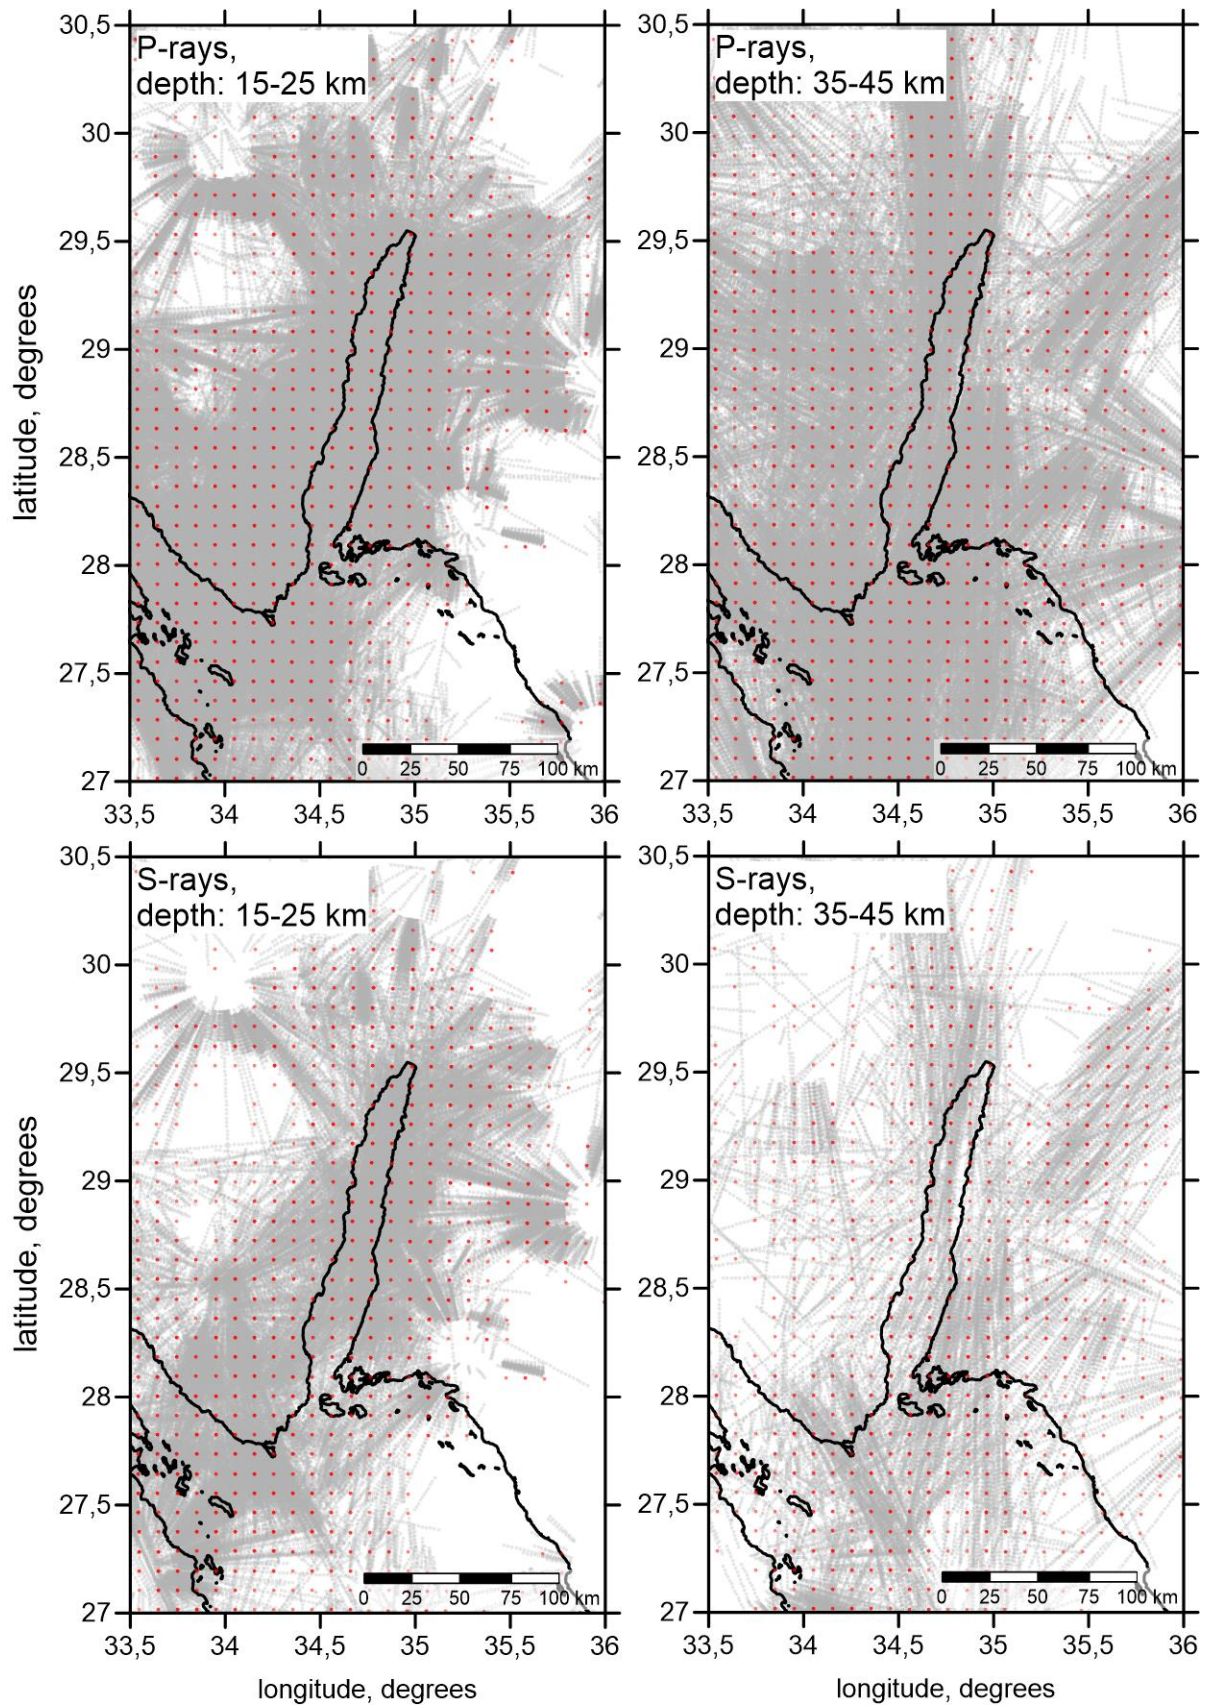 P-rays,
depth: 15-25 km
30,5
30
29,5
29
28,5
28
27,5
27
latitude, degrees
0 25 50 75 100 km
33,5 34 34,5 35 35,5 36
P-rays,
depth: 35-45 km
30,5
30
29,5
29
28,5
28
27,5
27
0 25 50 75 100 km
33,5 34 34,5 35 35,5 36
S-rays,
depth: 15-25 km
30,5
30
29,5
29
28,5
28
27,5
27
latitude, degrees
0 25 50 75 100 km
33,5 34 34,5 35 35,5 36
longitude, degrees
S-rays,
depth: 35-45 km
30,5
30
29,5
29
28,5
28
27,5
27
0 25 50 75 100 km
33,5 34 34,5 35 35,5 36
longitude, degrees